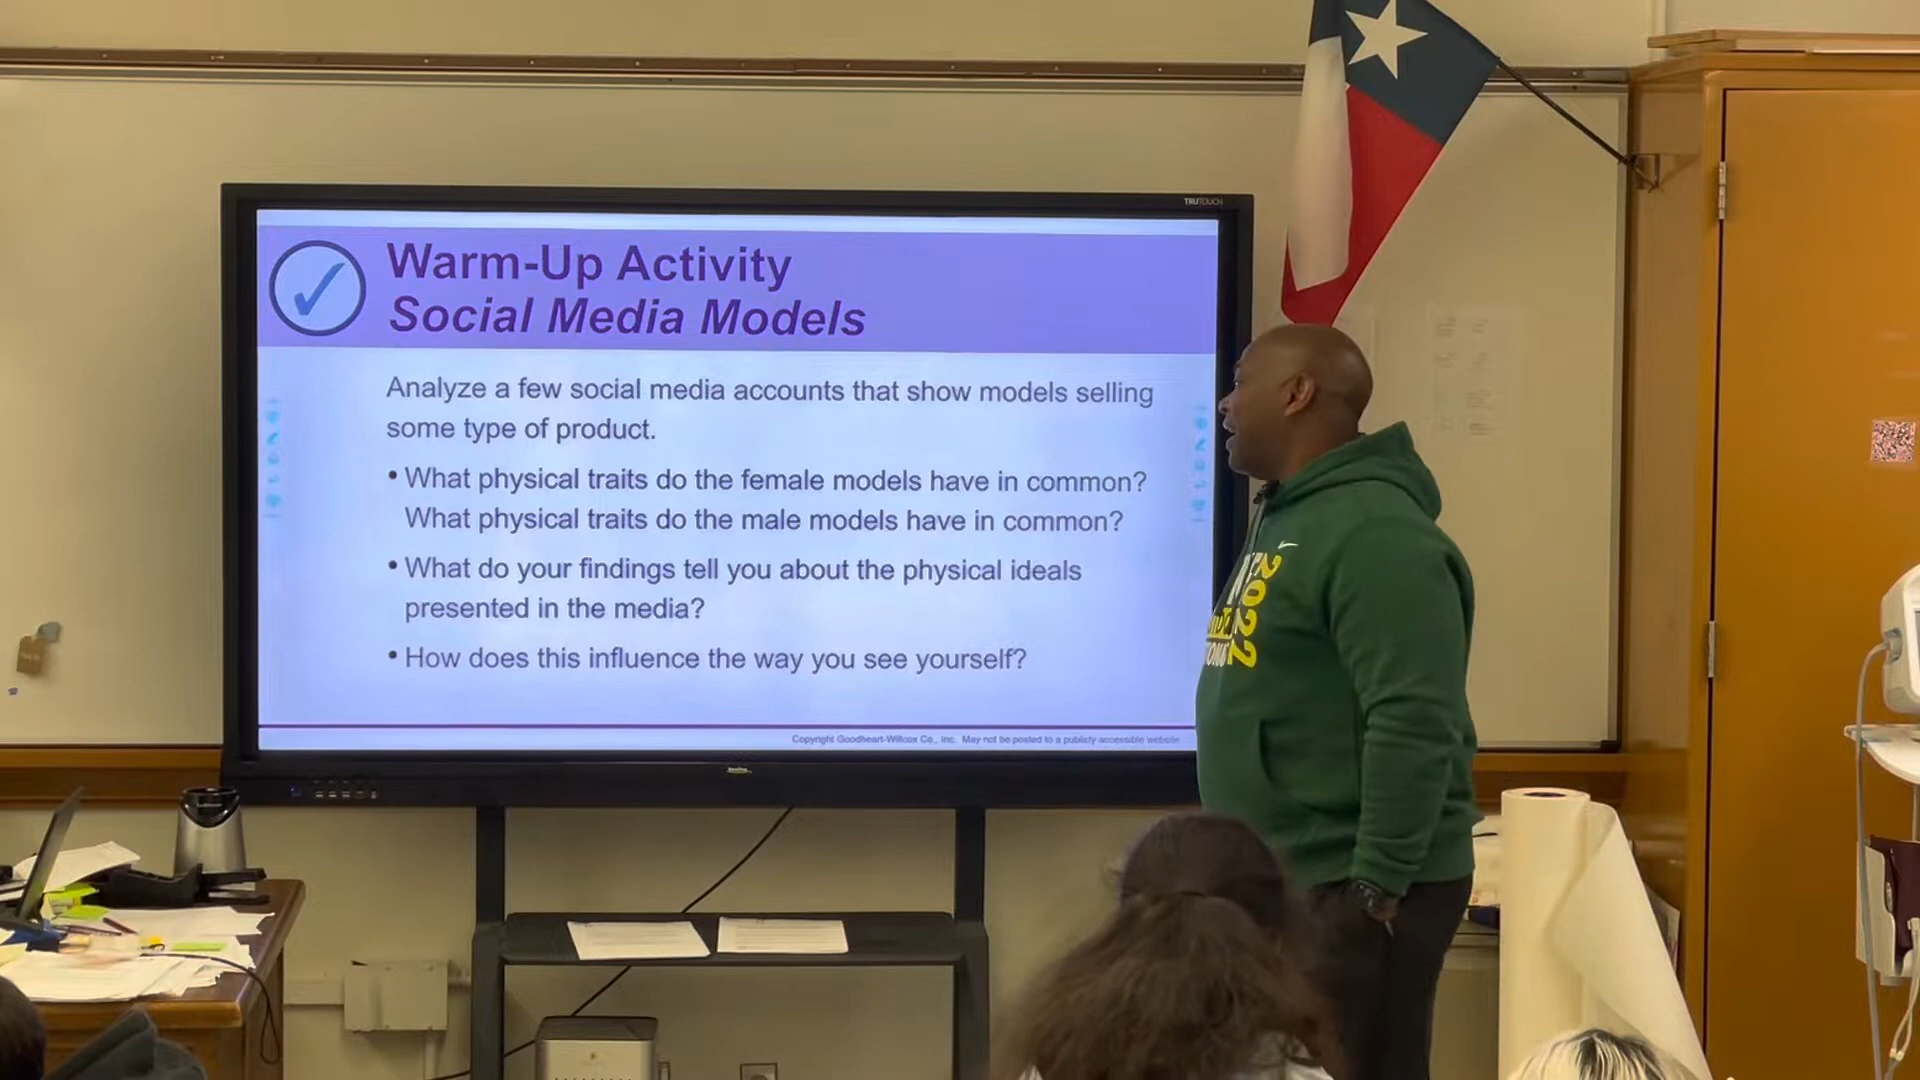 TRUTOUCH
Warm-Up Activity
Social Media Models
Analyze a few social media accounts that show models selling
some type of product.
• What physical traits do the female models have in common?
What physical traits do the male models have in common?
• What do your findings tell you about the physical ideals
presented in the media?
• How does this influence the way you see yourself?
Copyright Goodheart-Willcox Co., Inc. May not be posted to a publicly accessible website.
2022